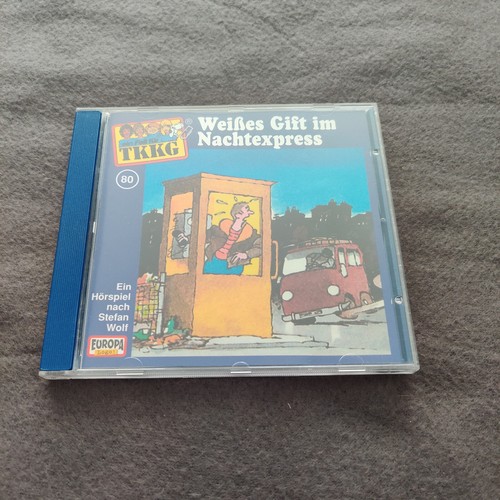 TKKG
Weißes Gift im
Nachtexpress
80
Ein
Hörspiel
nach
Stefan
Wolf
EUROPA